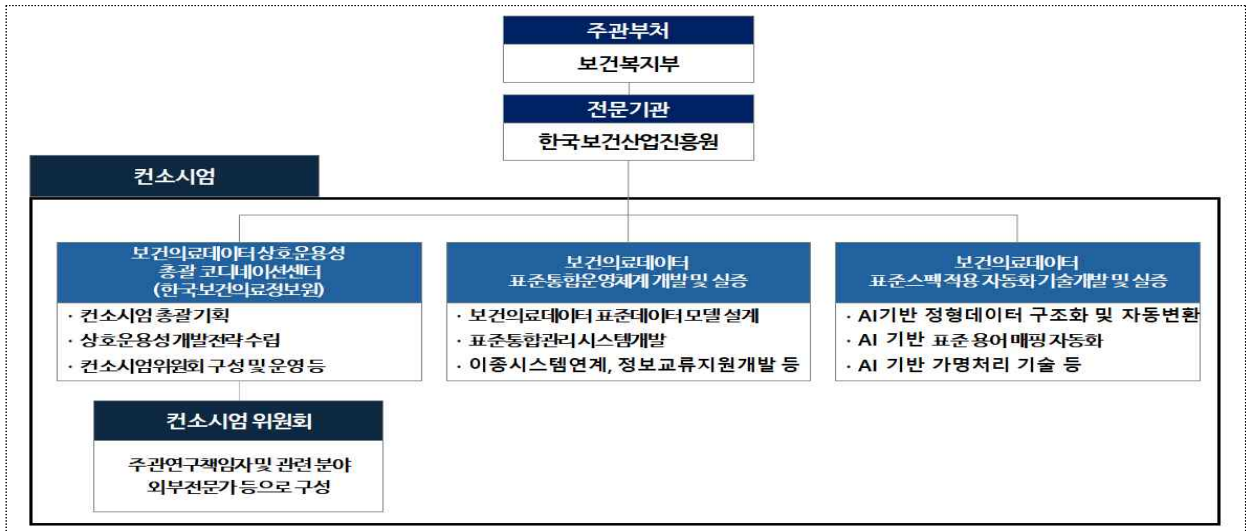 주관부처
보건복지부
전문기관
한국보건산업진흥원
컨소시엄
보건의료데이터 상호운용성
총괄 코디네이션센터
(한국보건의료정보원)
· 컨소시엄 총괄 기획
· 상호운용성 개발전략 수립
· 컨소시엄위원회 구성 및 운영 등
보건의료데이터
표준통합운영체계 개발 및 실증
· 보건의료데이터 표준데이터 모델 설계
· 표준통합관리 시스템개발
· 이종시스템연계, 정보교류지원개발 등
보건의료데이터
표준스펙 적용 자동화 기술개발 및 실증
· AI기반 정형데이터 구조화 및 자동변환
· AI 기반 표준 용어 매핑 자동화
· AI 기반 가명처리 기술 등
컨소시엄 위원회
주관연구책임자 및 관련 분야
외부전문가 등으로 구성